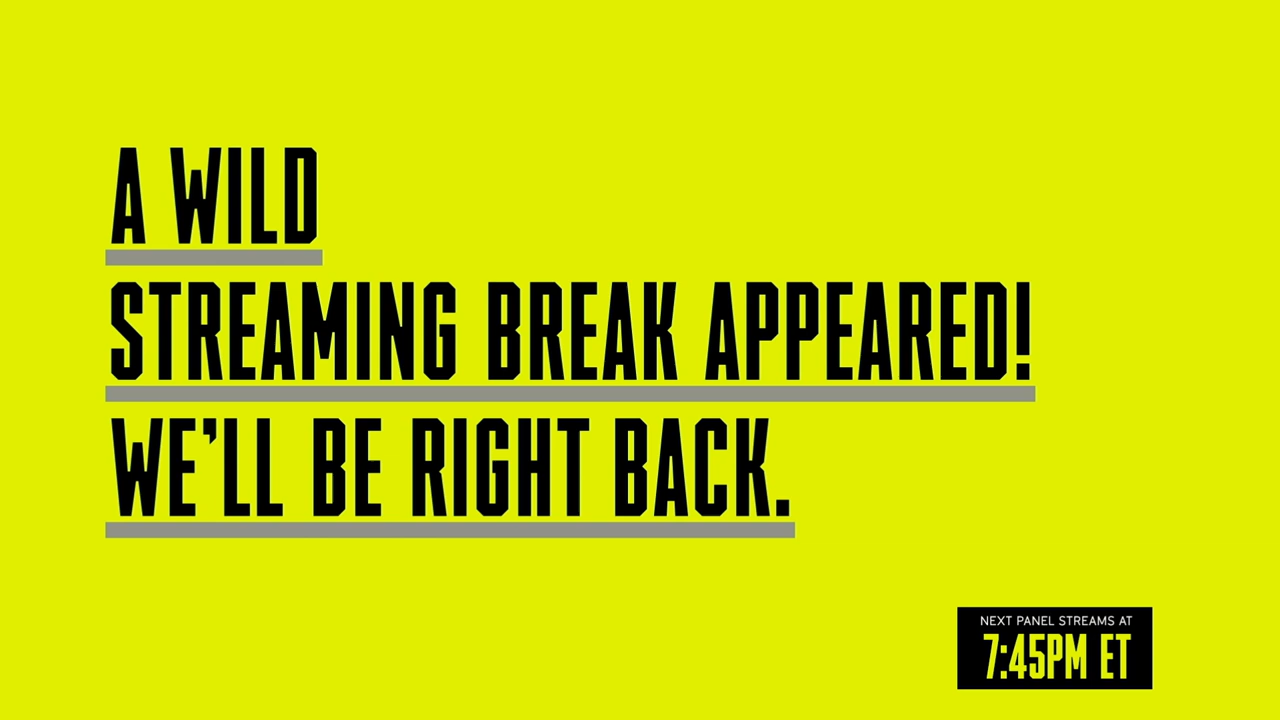 A WILD
STREAMING BREAK APPEARED!
WE’LL BE RIGHT BACK.
NEXT PANEL STREAMS AT
7:45PM ET